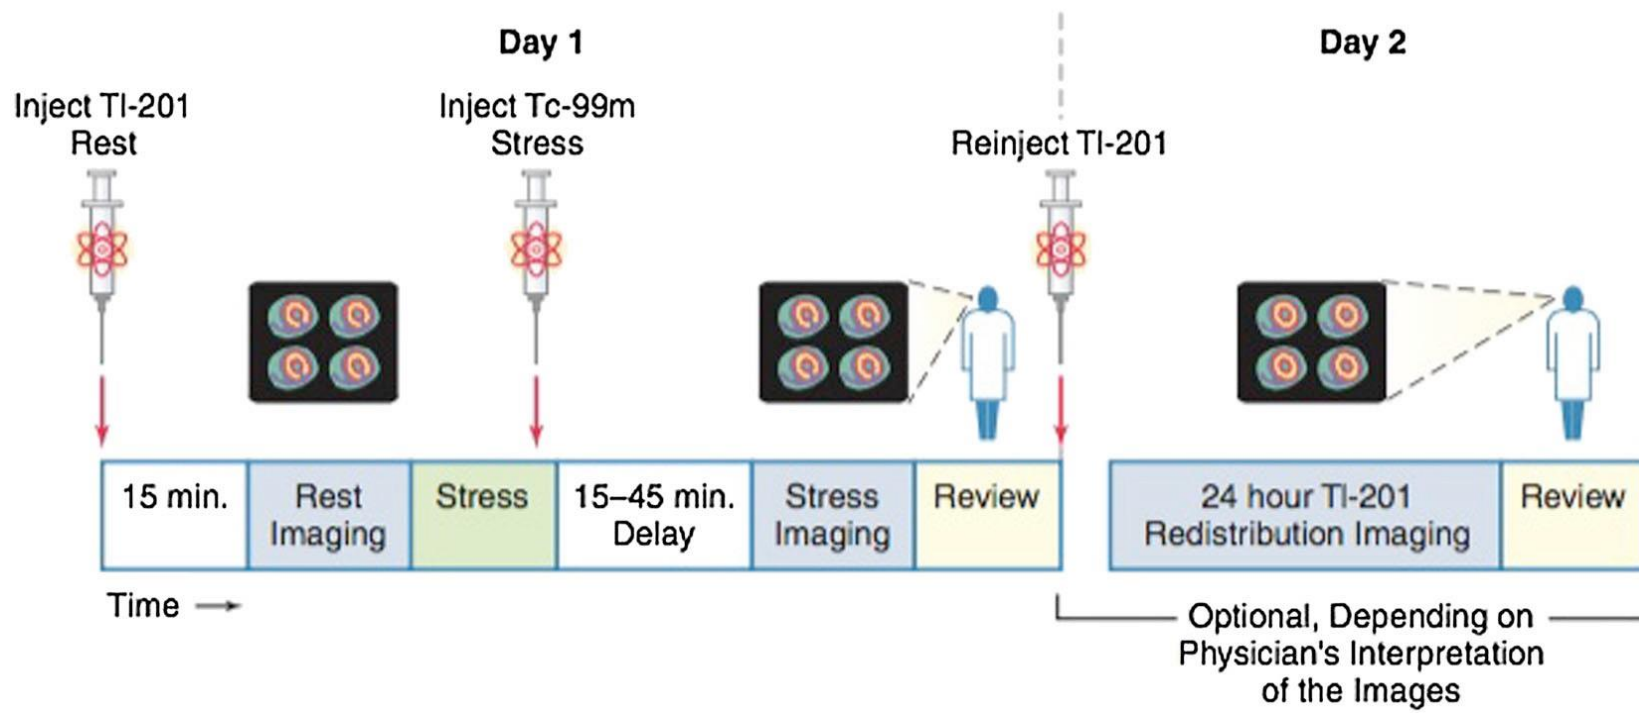 Day 1
Day 2
Inject Tl-201
Rest
Inject Tc-99m
Stress
Reinject Tl-201
15 min.
Rest
Imaging
Stress
15–45 min.
Delay
Stress
Imaging
Review
24 hour Tl-201
Redistribution Imaging
Review
Time
Optional, Depending on
Physician's Interpretation
of the Images